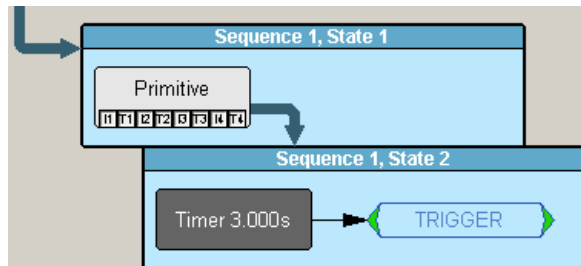 Sequence 1, State 1
Primitive
I1 T1 I2 T2 I3 T3 I4 T4
Sequence 1, State 2
Timer 3.000s
TRIGGER